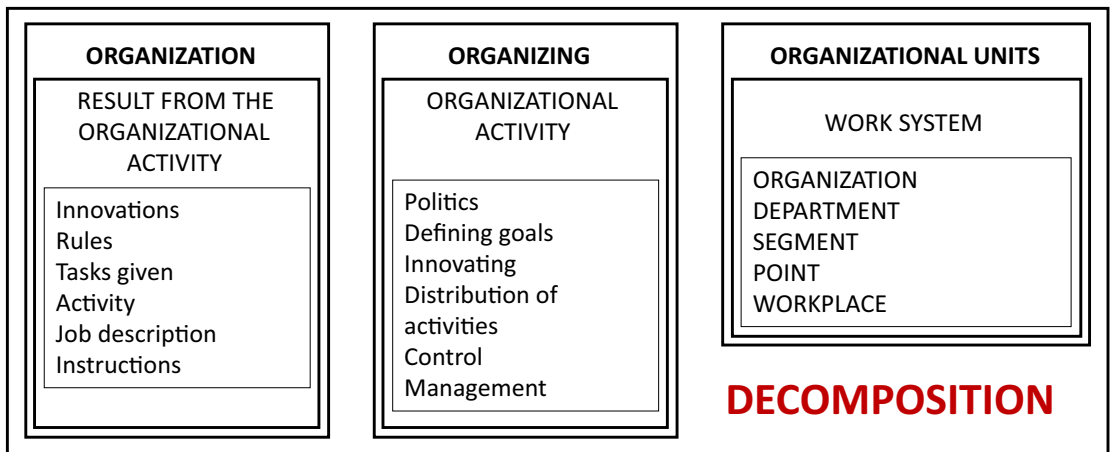 ORGANIZATION
RESULT FROM THE
ORGANIZATIONAL
ACTIVITY
Innovations
Rules
Tasks given
Activity
Job description
Instructions
ORGANIZING
ORGANIZATIONAL
ACTIVITY
Politics
Defining goals
Innovating
Distribution of
activities
Control
Management
ORGANIZATIONAL UNITS
WORK SYSTEM
ORGANIZATION
DEPARTMENT
SEGMENT
POINT
WORKPLACE
DECOMPOSITION